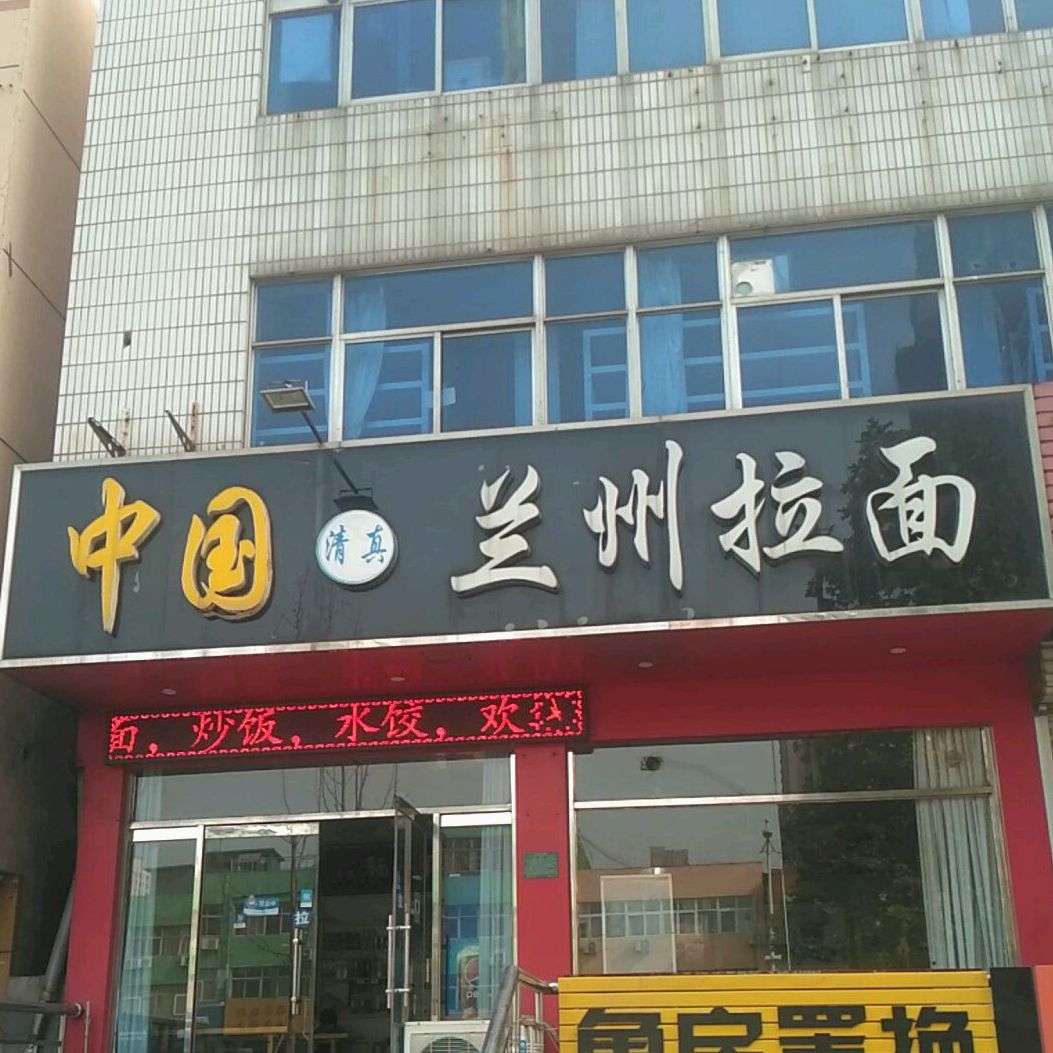 中国 清真 兰州拉面
面，炒饭，水饺，欢
拉